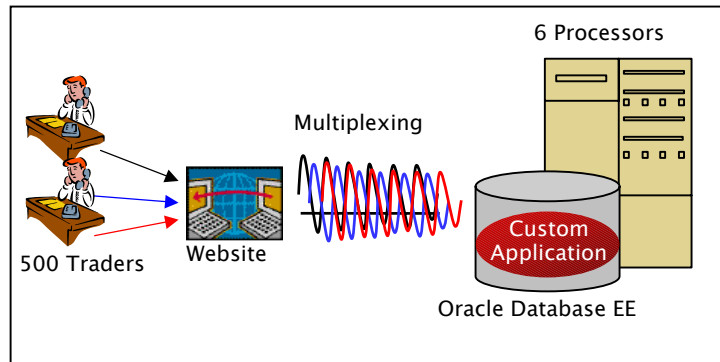 6 Processors
Multiplexing
500 Traders
Website
Custom
Application
Oracle Database EE